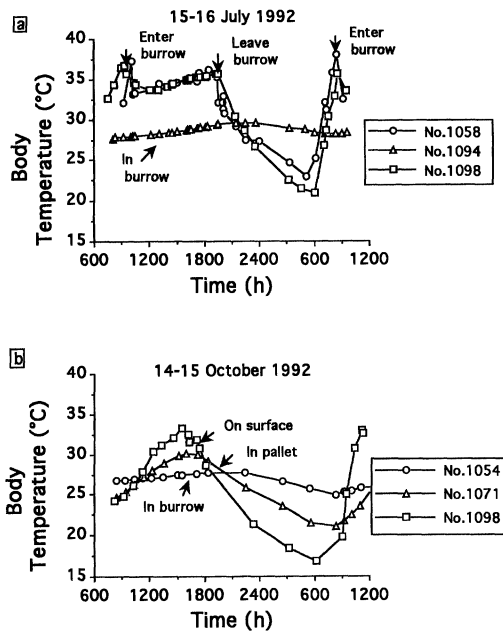 a
15-16 July 1992
Enter burrow
Leave burrow
Enter burrow
In burrow
40
35
30
25
20
15
Body Temperature (°C)
600 1200 1800 2400 600 1200
Time (h)
No.1058
No.1094
No.1098
b
14-15 October 1992
On surface
In pallet
In burrow
40
35
30
25
20
15
Body Temperature (°C)
600 1200 1800 2400 600 1200
Time (h)
No.1054
No.1071
No.1098